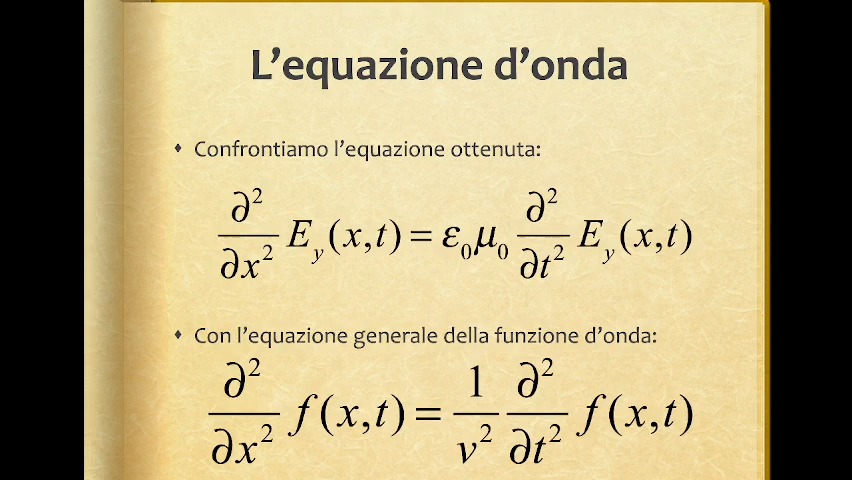 L'equazione d'onda
Confrontiamo l'equazione ottenuta:
∂²/∂x² E_y(x,t) = ε₀μ₀ ∂²/∂t² E_y(x,t)
Con l'equazione generale della funzione d'onda:
∂²/∂x² f(x,t) = 1/v² ∂²/∂t² f(x,t)